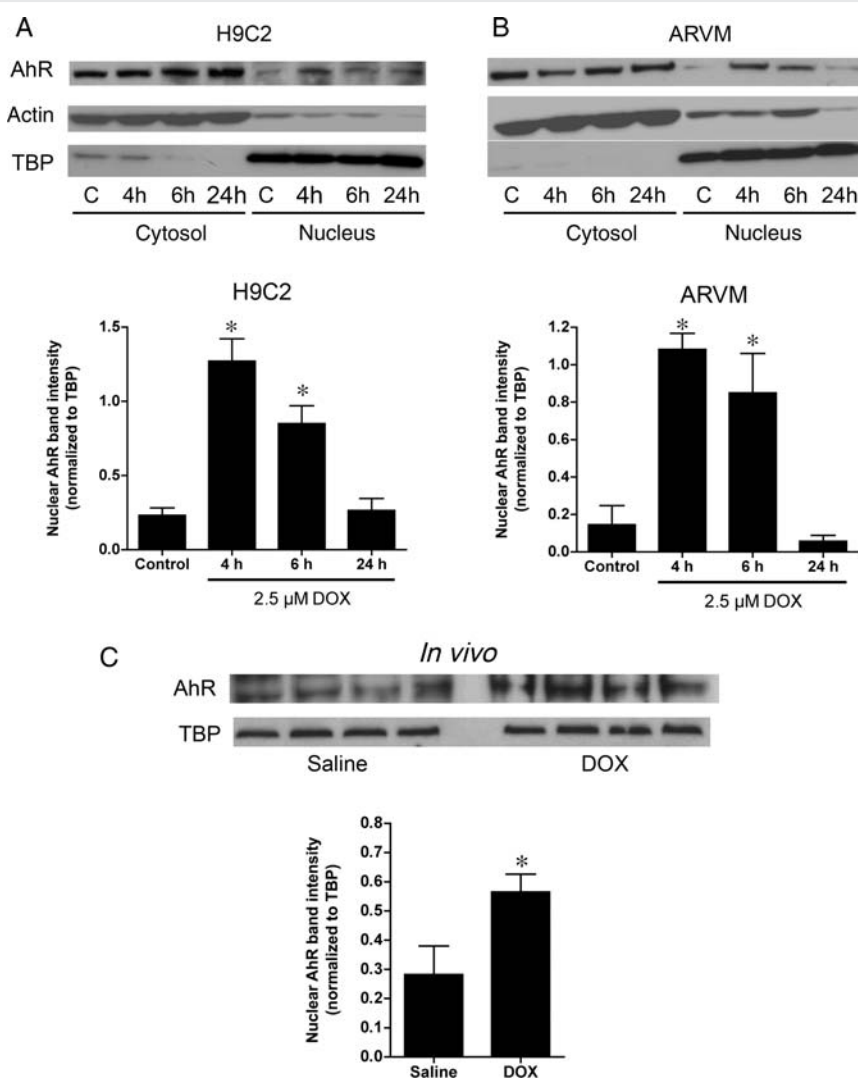 A
H9C2
AhR
Actin
TBP
C 4h 6h 24h C 4h 6h 24h
Cytosol Nucleus
B
ARVM
C 4h 6h 24h C 4h 6h 24h
Cytosol Nucleus
H9C2
Nuclear AhR band intensity
(normalized to TBP)
1.5
1.0
0.5
0.0
Control 4 h 6 h 24 h
2.5 µM DOX
*
*
ARVM
Nuclear AhR band intensity
(normalized to TBP)
1.2
1.0
0.8
0.6
0.4
0.2
0.0
Control 4 h 6 h 24 h
2.5 µM DOX
*
*
C
In vivo
AhR
TBP
Saline DOX
Nuclear AhR band intensity
(normalized to TBP)
0.8
0.7
0.6
0.5
0.4
0.3
0.2
0.1
0.0
Saline DOX
*